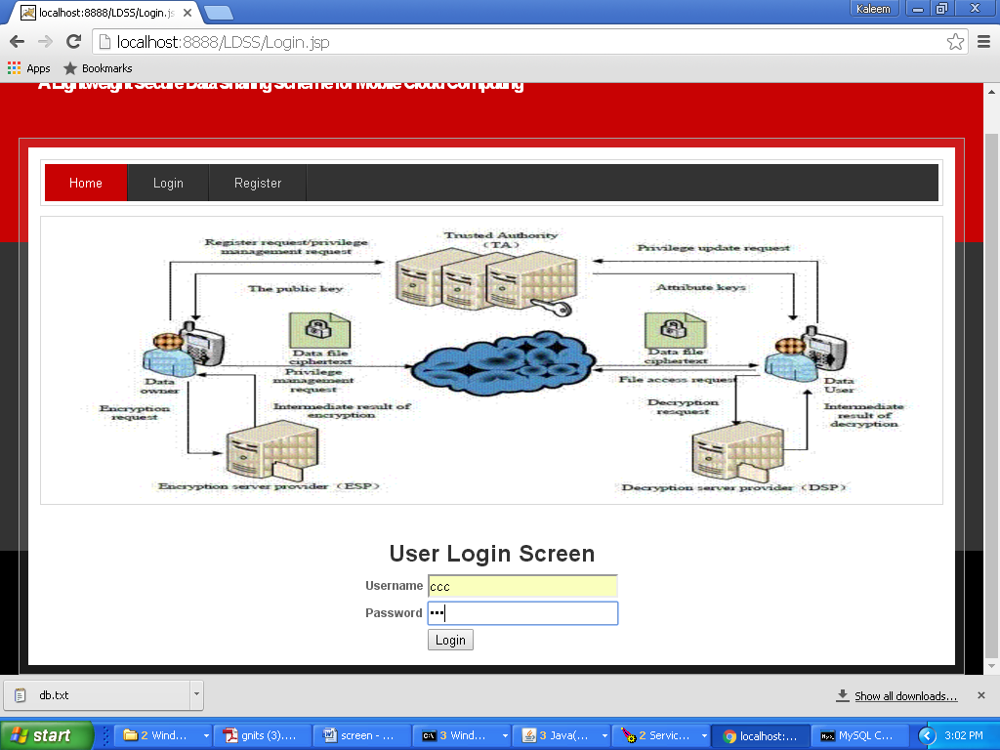 localhost:8888/LDSS/Login.js
Kaleem
localhost:8888/LDSS/Login.jsp
Apps Bookmarks
A Lightweight Secure Data Sharing Scheme for Mobile Cloud Computing
Home Login Register
Trusted Authority
(TA)
Register request/privilege
management request
Privilege update request
The public key
Attribute keys
Data file
ciphertext
Data file
ciphertext
Privilege
management
request
File access request
Data
owner
Data
User
Encryption
request
Intermediate result of
encryption
Decryption
resquest
Intermediate
result of
decryption
Encryption server provider (ESP)
Decryption server provider (DSP)
User Login Screen
Username ccc
Password •••
Login
db.txt
Show all downloads...
start
2 Wind...
gnits (3)....
screen - ...
3 Wind...
3 Java(...
2 Servic...
localhost:...
MySQL C...
3:02 PM